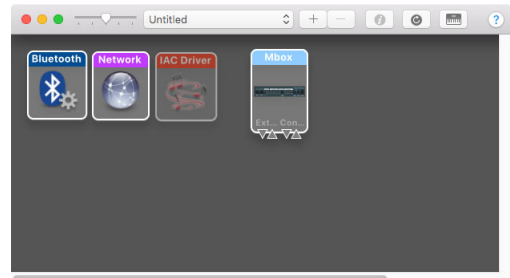 Untitled
?
Bluetooth
Network
IAC Driver
Mbox
Ext... Con...